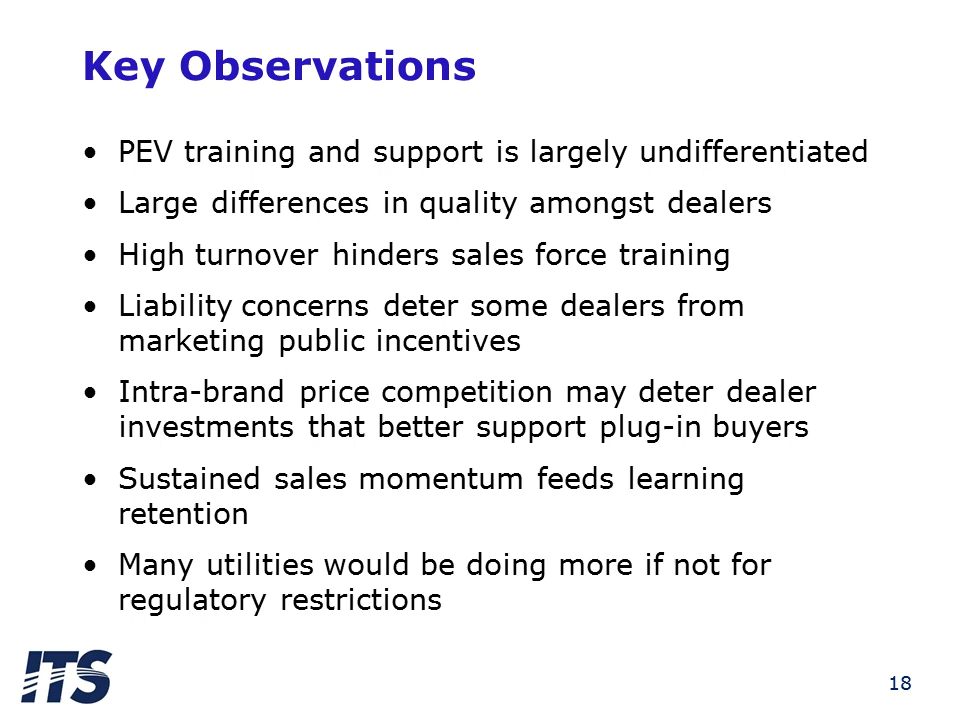 Key Observations
• PEV training and support is largely undifferentiated
• Large differences in quality amongst dealers
• High turnover hinders sales force training
• Liability concerns deter some dealers from
marketing public incentives
• Intra-brand price competition may deter dealer
investments that better support plug-in buyers
• Sustained sales momentum feeds learning
retention
• Many utilities would be doing more if not for
regulatory restrictions
ITS
18